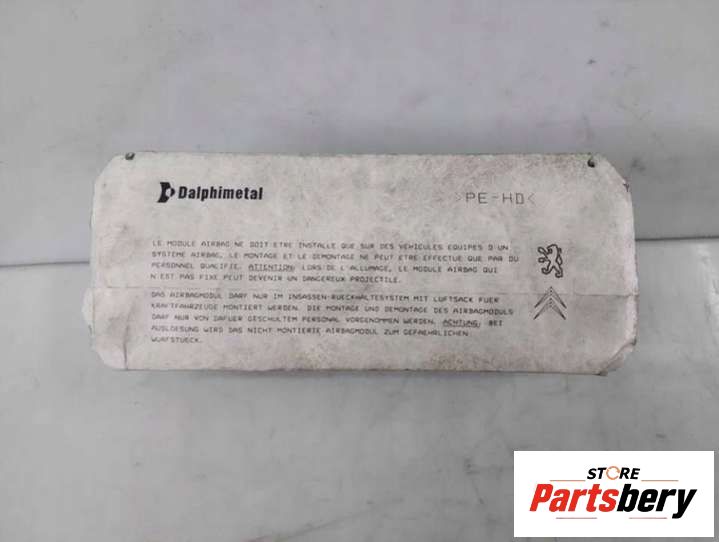 Dalphimetal
>PE-HD<
LE MODULE AIRBAG NE DOIT ETRE INSTALLE QUE SUR DES VEHICULES EQUIPES D UN
SYSTEME AIRBAG, LE MONTAGE ET LE DEMONTAGE NE PEUT ETRE EFFECTUE QUE PAR DU
PERSONNEL QUALIFIE. ATTENTION: LORS DE L'ALLUMAGE, LE MODULE AIRBAG QUI
N EST PAS FIXE PEUT DEVENIR UN DANGEREUX PROJECTILE.
DAS AIRBAGMODUL DARF NUR IM INSASSEN-RUECKHALTESYSTEM MIT LUFTSACK FUER
KRAFTFAHRZEUGE MONTIERT WERDEN. DIE MONTAGE UND DEMONTAGE DES AIRBAGMODULS
DARF NUR VON DAFUER GESCHULTEM PERSONAL VORGENOMMEN WERDEN. ACHTUNG: BEI
AUSLOESUNG WIRD DAS NICHT MONTIERTE AIRBAGMODUL ZUM GEFAEHRLICHEN
WURFSTUECK.
STORE
Partsbery